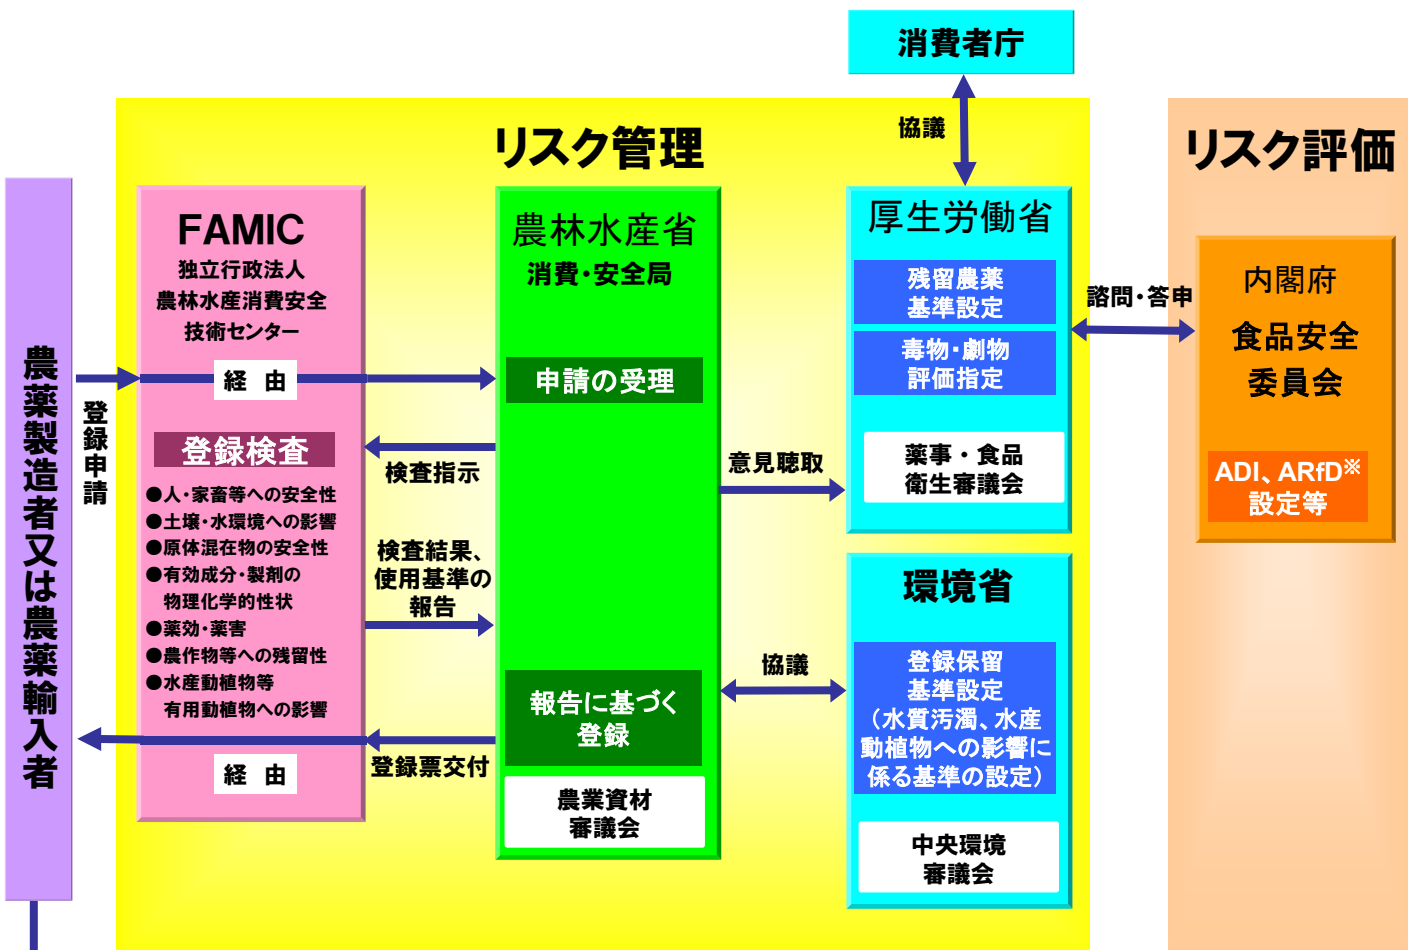 消費者庁
協議
リスク管理
リスク評価
農薬製造者又は農薬輸入者
登録申請
FAMIC
独立行政法人
農林水産消費安全
技術センター
経 由
登録検査
●人・家畜等への安全性
●土壌・水環境への影響
●原体混在物の安全性
●有効成分・製剤の
物理化学的性状
●薬効・薬害
●農作物等への残留性
●水産動植物等
有用動植物への影響
経 由
検査指示
検査結果、
使用基準の
報告
登録票交付
農林水産省
消費・安全局
申請の受理
報告に基づく
登録
農業資材
審議会
意見聴取
協議
厚生労働省
残留農薬
基準設定
毒物・劇物
評価指定
薬事・食品
衛生審議会
環境省
登録保留
基準設定
（水質汚濁、水産
動植物への影響に
係る基準の設定）
中央環境
審議会
諮問・答申
内閣府
食品安全
委員会
ADI、ARfD※
設定等